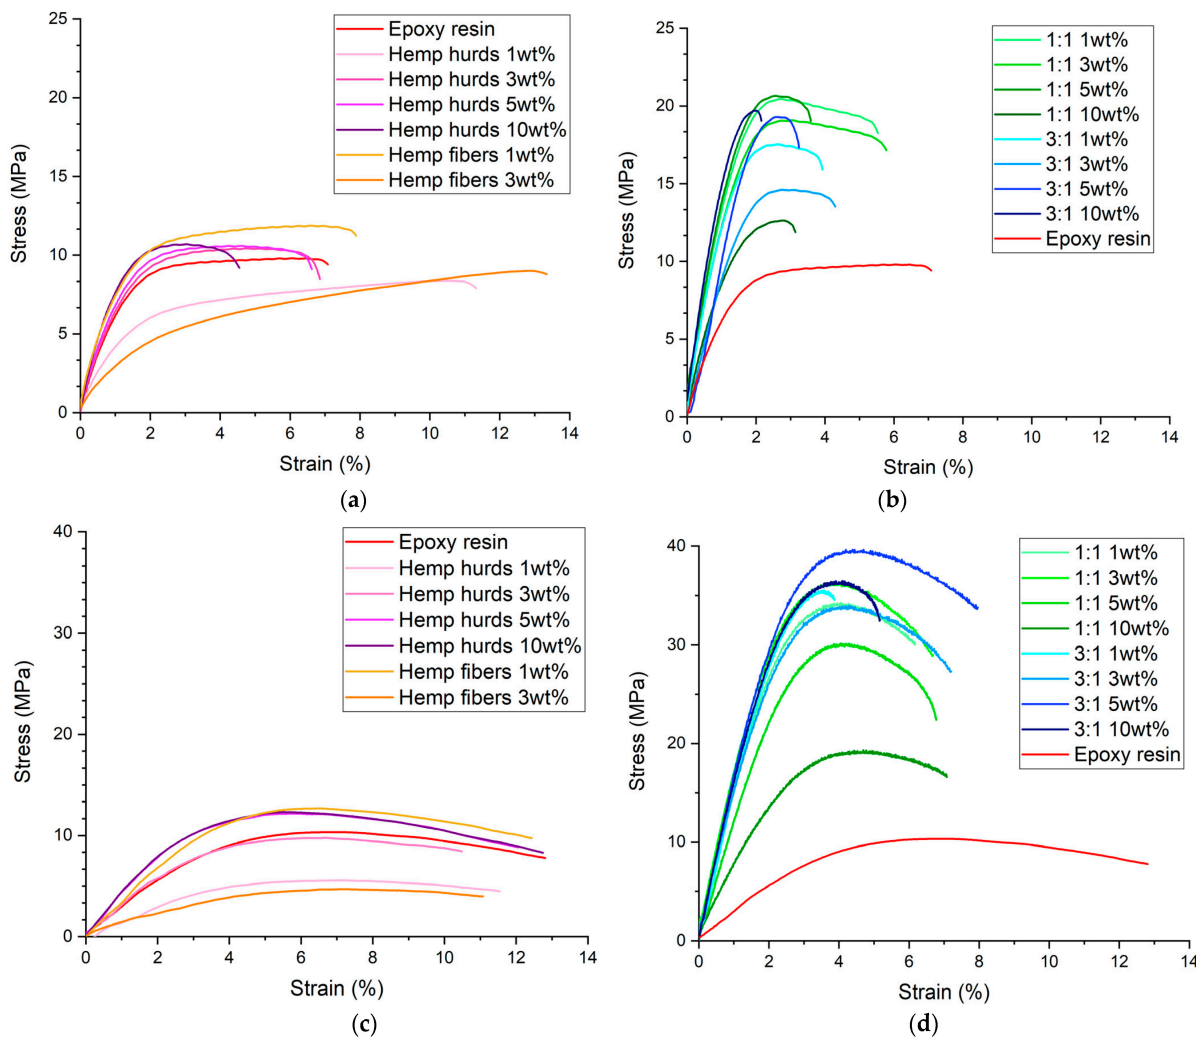 Epoxy resin
Hemp hurds 1wt%
Hemp hurds 3wt%
Hemp hurds 5wt%
Hemp hurds 10wt%
Hemp fibers 1wt%
Hemp fibers 3wt%
25
20
15
10
5
0
Stress (MPa)
0 2 4 6 8 10 12 14
Strain (%)
(a)
1:1 1wt%
1:1 3wt%
1:1 5wt%
1:1 10wt%
3:1 1wt%
3:1 3wt%
3:1 5wt%
3:1 10wt%
Epoxy resin
25
20
15
10
5
0
Stress (MPa)
0 2 4 6 8 10 12 14
Strain (%)
(b)
Epoxy resin
Hemp hurds 1wt%
Hemp hurds 3wt%
Hemp hurds 5wt%
Hemp hurds 10wt%
Hemp fibers 1wt%
Hemp fibers 3wt%
40
30
20
10
0
Stress (MPa)
0 2 4 6 8 10 12 14
Strain (%)
(c)
1:1 1wt%
1:1 3wt%
1:1 5wt%
1:1 10wt%
3:1 1wt%
3:1 3wt%
3:1 5wt%
3:1 10wt%
Epoxy resin
40
30
20
10
0
Stress (MPa)
0 2 4 6 8 10 12 14
Strain (%)
(d)